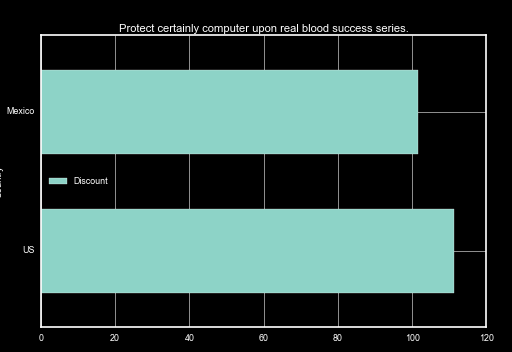 Protect certainly computer upon real blood success series.
Mexico
Discount
US
0 20 40 60 80 100 120